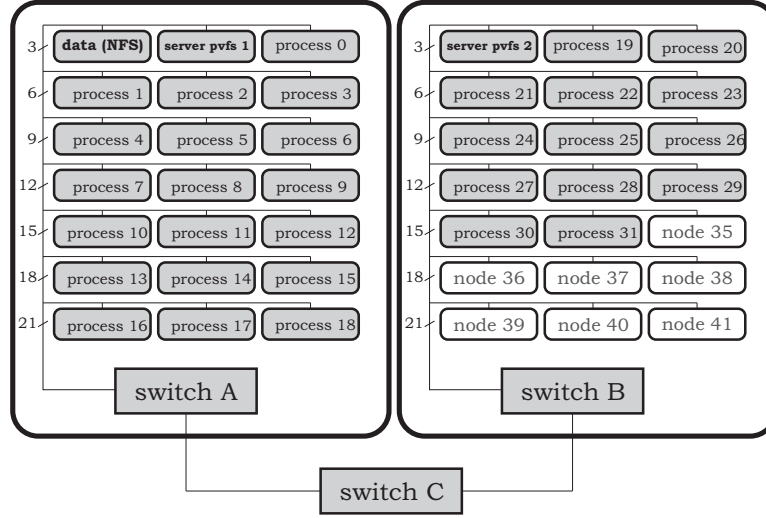 3 data (NFS) server pvfs 1 process 0
6 process 1 process 2 process 3
9 process 4 process 5 process 6
12 process 7 process 8 process 9
15 process 10 process 11 process 12
18 process 13 process 14 process 15
21 process 16 process 17 process 18
switch A
3 server pvfs 2 process 19 process 20
6 process 21 process 22 process 23
9 process 24 process 25 process 26
12 process 27 process 28 process 29
15 process 30 process 31 node 35
18 node 36 node 37 node 38
21 node 39 node 40 node 41
switch B
switch C